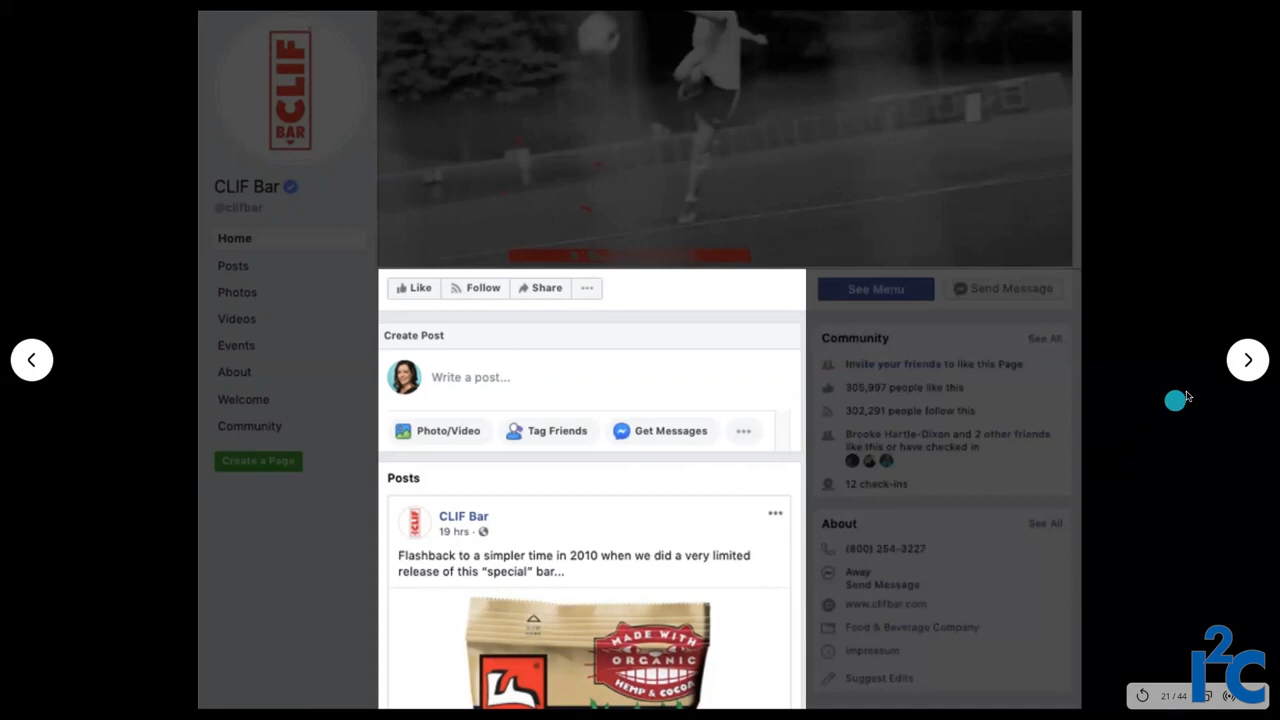 CLIF
BAR
CLIF Bar
@clifbar
Home
Posts
Photos
Videos
Events
About
Welcome
Community
Create a Page
Like
Follow
Share
Create Post
Write a post...
Photo/Video
Tag Friends
Get Messages
Posts
CLIF
CLIF Bar
19 hrs ·
Flashback to a simpler time in 2010 when we did a very limited
release of this “special” bar...
MADE WITH
ORGANIC
HEMP & COCOA
See Menu
Send Message
Community
See All
Invite your friends to like this Page
305,997 people like this
302,291 people follow this
Brooke Hartle-Dixon and 2 other friends
like this or have checked in
12 check-ins
About
See All
(800) 254-3227
Away
Send Message
www.clifbar.com
Food & Beverage Company
Impressum
Suggest Edits
21 / 44
r2c